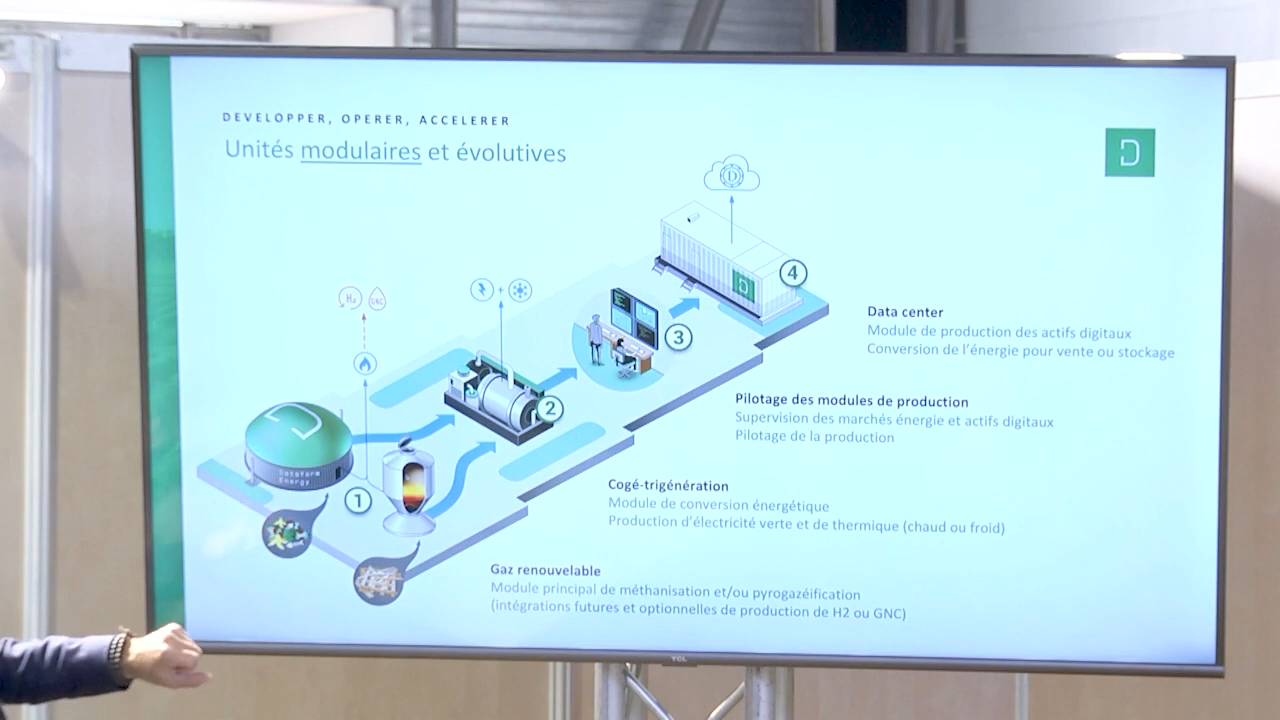 DEVELOPPER, OPERER, ACCELERER
Unités modulaires et évolutives
D
D
4
D
H₂
GNC
3
Data center
Module de production des actifs digitaux
Conversion de l'énergie pour vente ou stockage
2
Pilotage des modules de production
Supervision des marchés énergie et actifs digitaux
Pilotage de la production
Datafarm
Energy
1
Cogé-trigénération
Module de conversion énergétique
Production d'électricité verte et de thermique (chaud ou froid)
Gaz renouvelable
Module principal de méthanisation et/ou pyrogazéification
(intégrations futures et optionnelles de production de H2 ou GNC)
TCL